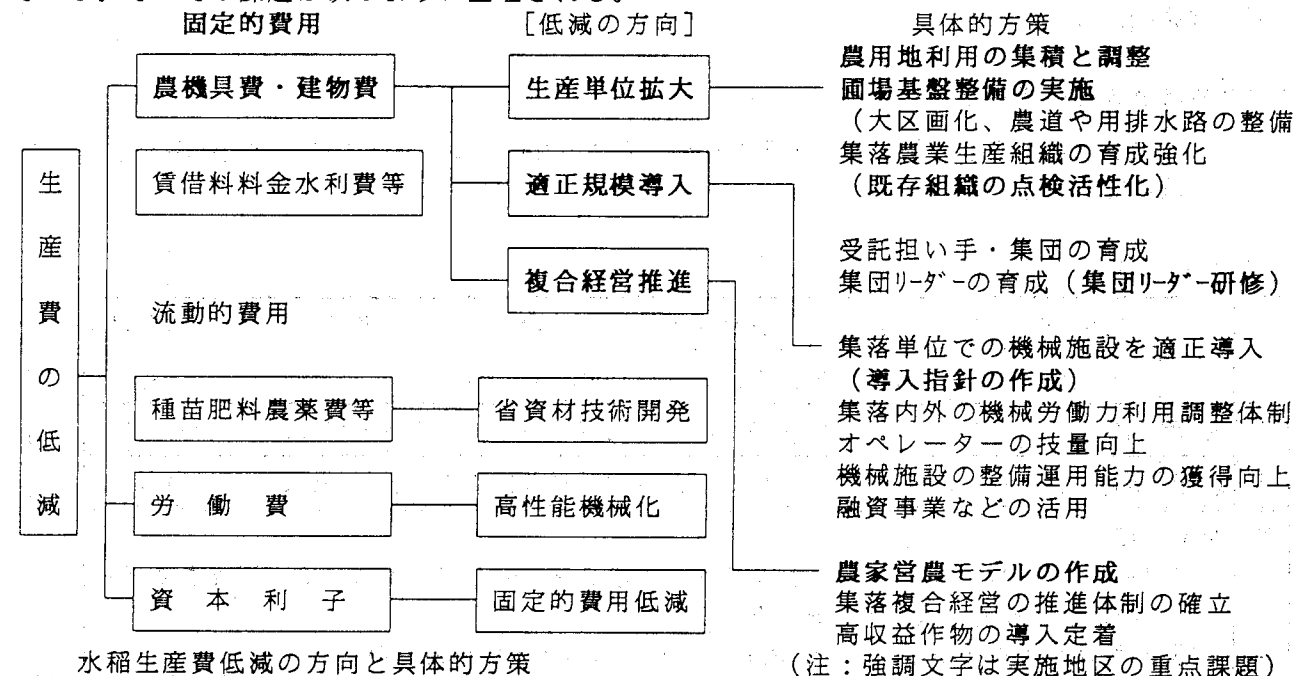 固定的費用 [低減の方向] 具体的方策
農用地利用の集積と調整
農機具費・建物費 生産単位拡大 圃場基盤整備の実施
(大区画化、農道や用排水路の整備
集落農業生産組織の育成強化
賃借料料金水利費等 適正規模導入 (既存組織の点検活性化)
受託担い手・集団の育成
複合経営推進 集団リーダーの育成(集団リーダー研修)
流動的費用
集落単位での機械施設を適正導入
(導入指針の作成)
種苗肥料農薬費等 省資材技術開発 集落内外の機械労働力利用調整体制
オペレーターの技量向上
機械施設の整備運用能力の獲得向上
労働費 高性能機械化 融資事業などの活用
農家営農モデルの作成
資本利子 固定的費用低減 集落複合経営の推進体制の確立
高収益作物の導入定着
生産費の低減
水稲生産費低減の方向と具体的方策 (注:強調文字は実施地区の重点課題)